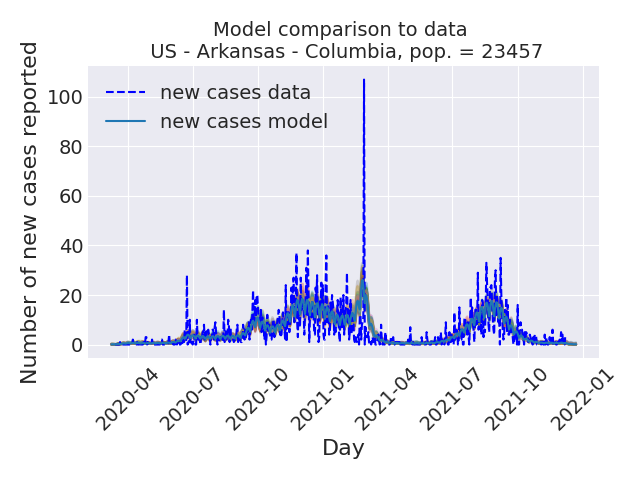 Model comparison to data
US - Arkansas - Columbia, pop. = 23457
Number of new cases reported
100
80
60
40
20
0
new cases data
new cases model
2020-04
2020-07
2020-10
2021-01
2021-04
2021-07
2021-10
2022-01
Day